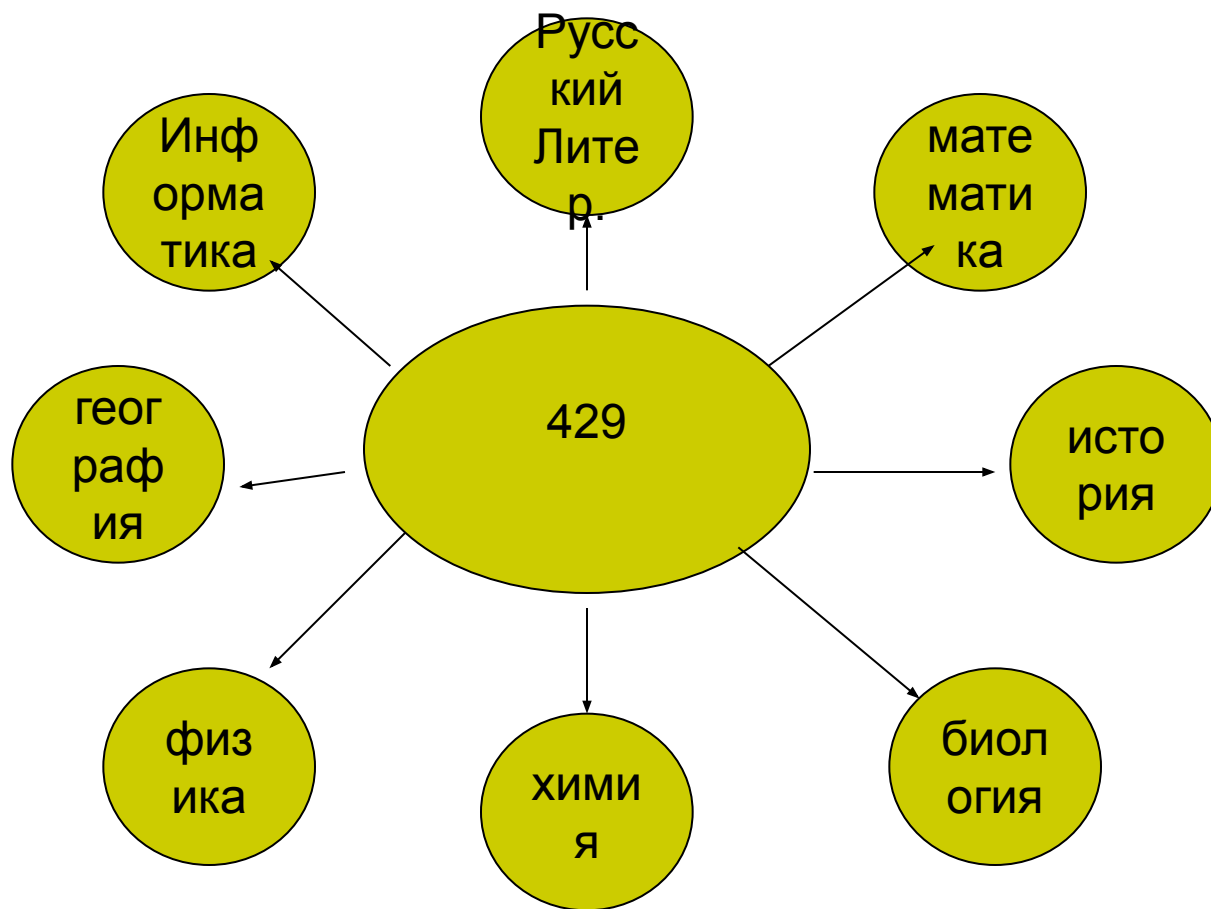 Русс
кий
Лите
р.
Инф
орма
тика
мате
мати
ка
429
геог
раф
ия
исто
рия
физ
ика
хими
я
биол
огия